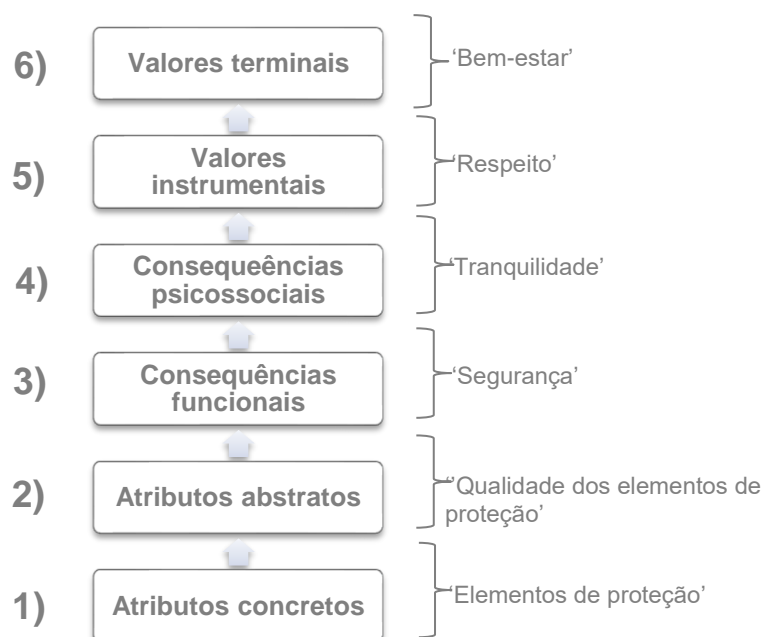 6)
Valores terminais
‘Bem-estar’
5)
Valores
instrumentais
‘Respeito’
4)
Consequeências
psicossociais
‘Tranquilidade’
3)
Consequências
funcionais
‘Segurança’
2)
Atributos abstratos
‘'Qualidade dos elementos de
proteção’
1)
Atributos concretos
‘Elementos de proteção’